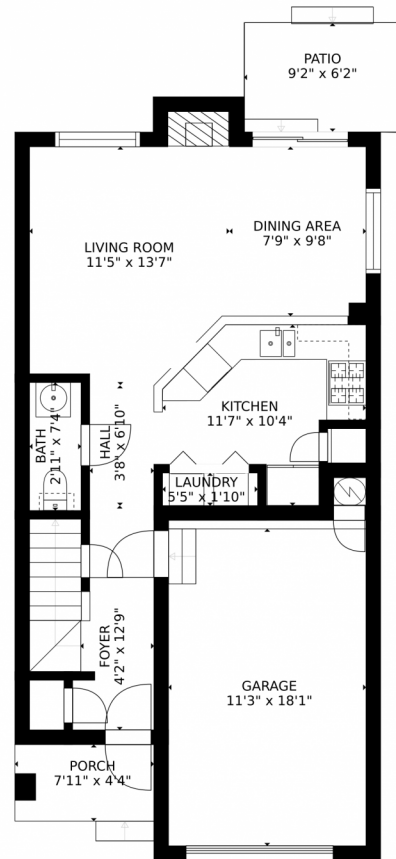 PATIO
9'2" x 6'2"
DINING AREA
7'9" x 9'8"
LIVING ROOM
11'5" x 13'7"
KITCHEN
11'7" x 10'4"
BATH
2'11" x 7'4"
HALL
3'8" x 6'10"
LAUNDRY
5'5" x 1'10"
FOYER
4'2" x 12'9"
GARAGE
11'3" x 18'1"
PORCH
7'11" x 4'4"